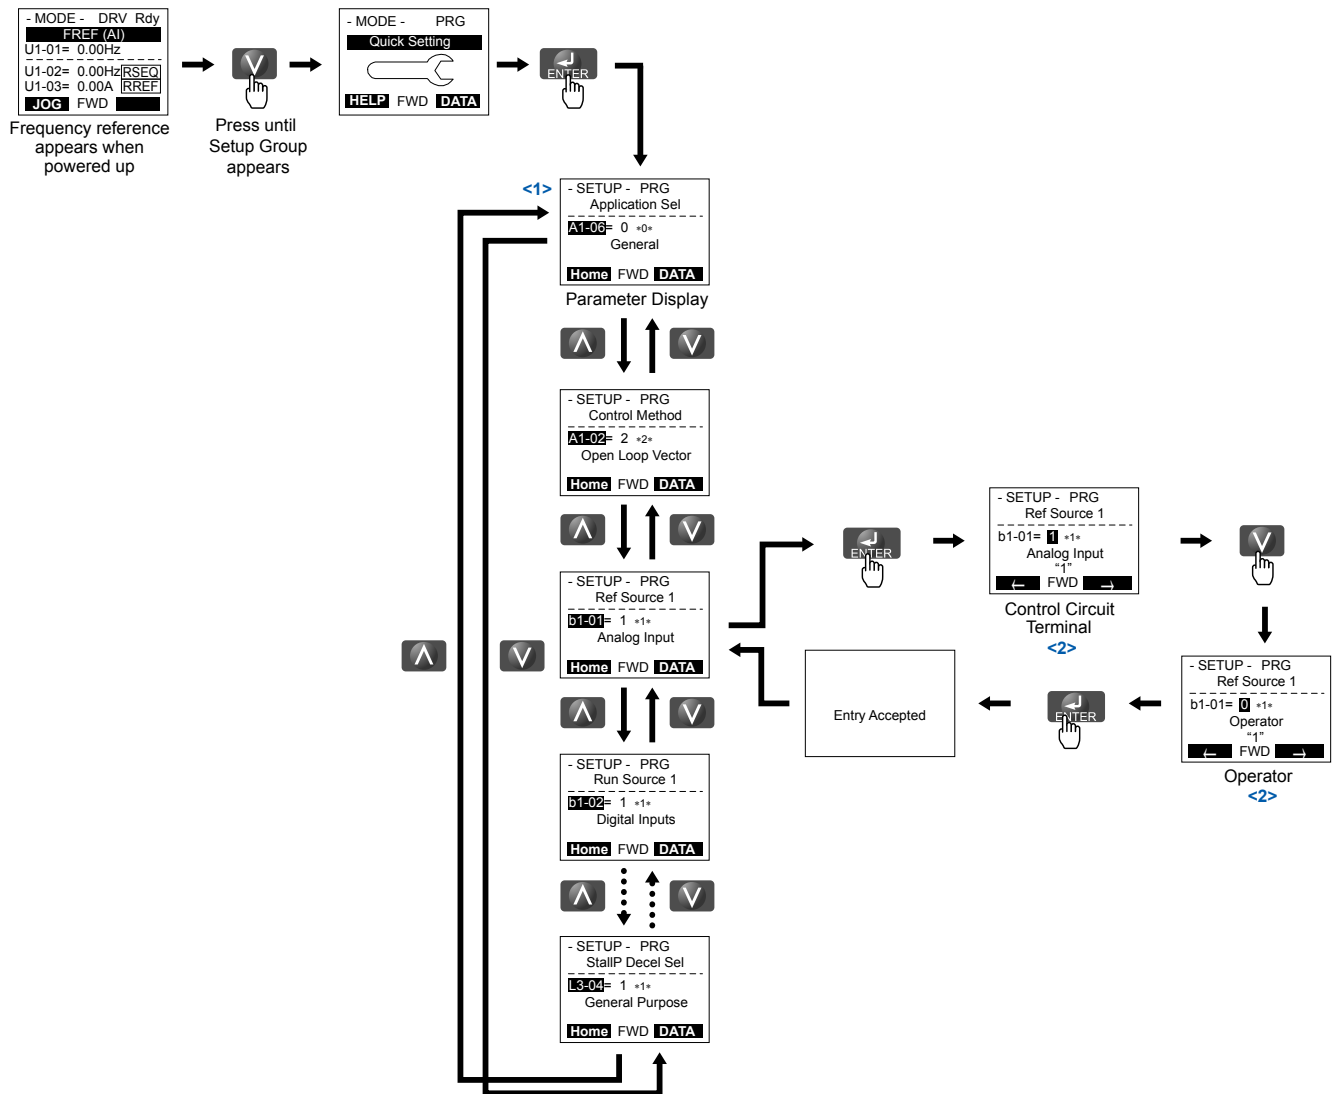 - MODE -   DRV  Rdy
FREF (AI)
U1-01=  0.00Hz
U1-02=  0.00Hz RSEQ
U1-03=  0.00A  RREF
JOG  FWD
Frequency reference
appears when
powered up
V
Press until
Setup Group
appears
- MODE -   PRG
Quick Setting
HELP  FWD  DATA
ENTER
<1>
- SETUP -  PRG
Application Sel
A1-06=  0  *0*
General
Home  FWD  DATA
Parameter Display
Λ
V
- SETUP -  PRG
Control Method
A1-02=  2  *2*
Open Loop Vector
Home  FWD  DATA
Λ
V
- SETUP -  PRG
Ref Source 1
b1-01=  1  *1*
Analog Input
Home  FWD  DATA
Λ
V
Λ
V
- SETUP -  PRG
Run Source 1
b1-02=  1  *1*
Digital Inputs
Home  FWD  DATA
Λ
V
- SETUP -  PRG
StallP Decel Sel
L3-04=  1  *1*
General Purpose
Home  FWD  DATA
ENTER
- SETUP -  PRG
Ref Source 1
b1-01=  1  *1*
Analog Input
“1”
←  FWD  →
Control Circuit
Terminal
<2>
V
- SETUP -  PRG
Ref Source 1
b1-01=  0  *1*
Operator
“1”
←  FWD  →
Operator
<2>
ENTER
Entry Accepted